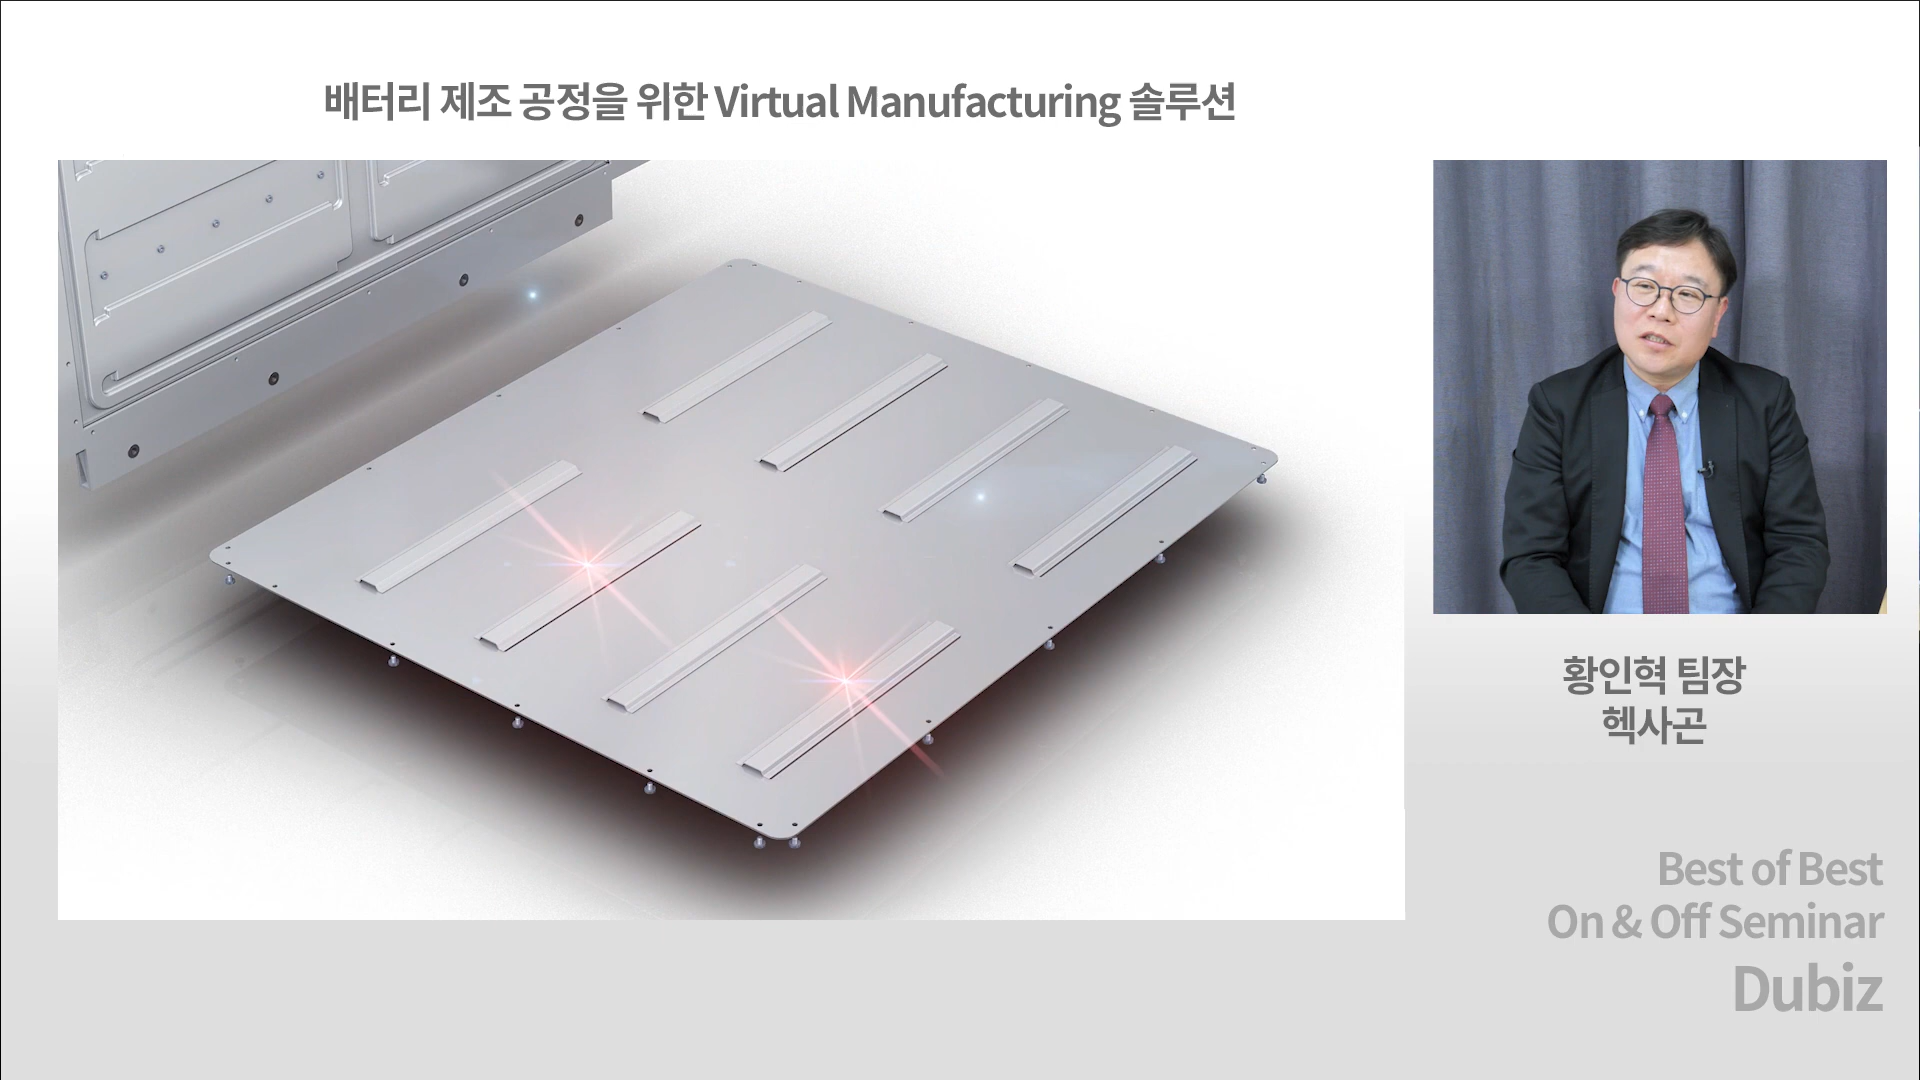 배터리 제조 공정을 위한 Virtual Manufacturing 솔루션
황인혁 팀장
헥사곤
Best of Best
On & Off Seminar
Dubiz